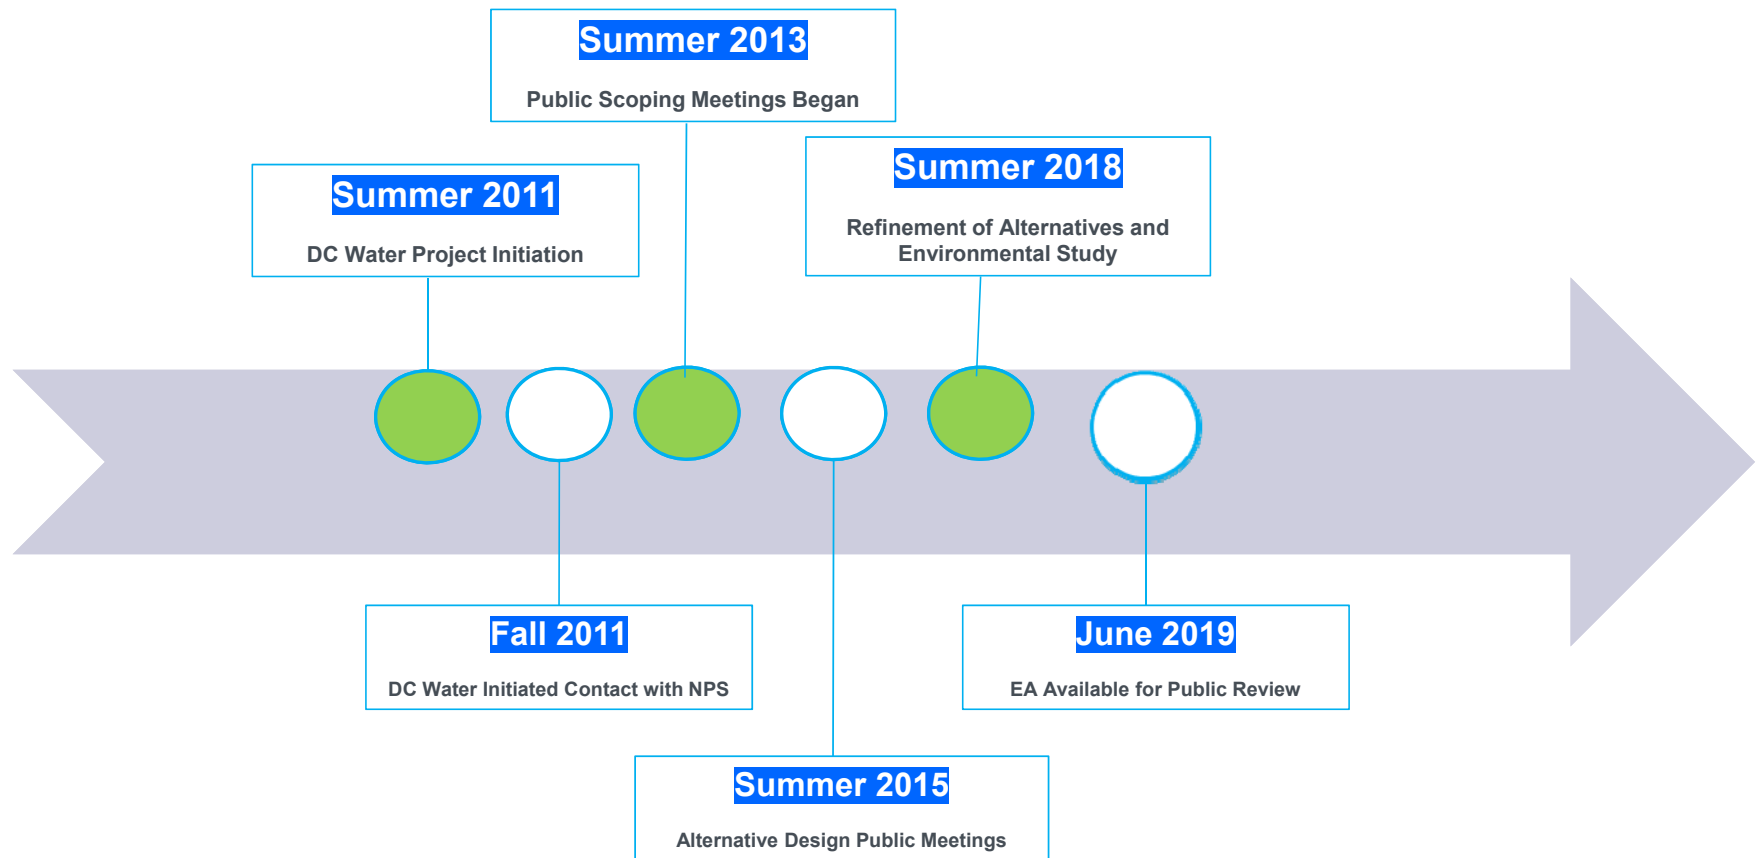 Summer 2013
Public Scoping Meetings Began
Summer 2018
Refinement of Alternatives and
Environmental Study
Summer 2011
DC Water Project Initiation
Fall 2011
DC Water Initiated Contact with NPS
June 2019
EA Available for Public Review
Summer 2015
Alternative Design Public Meetings